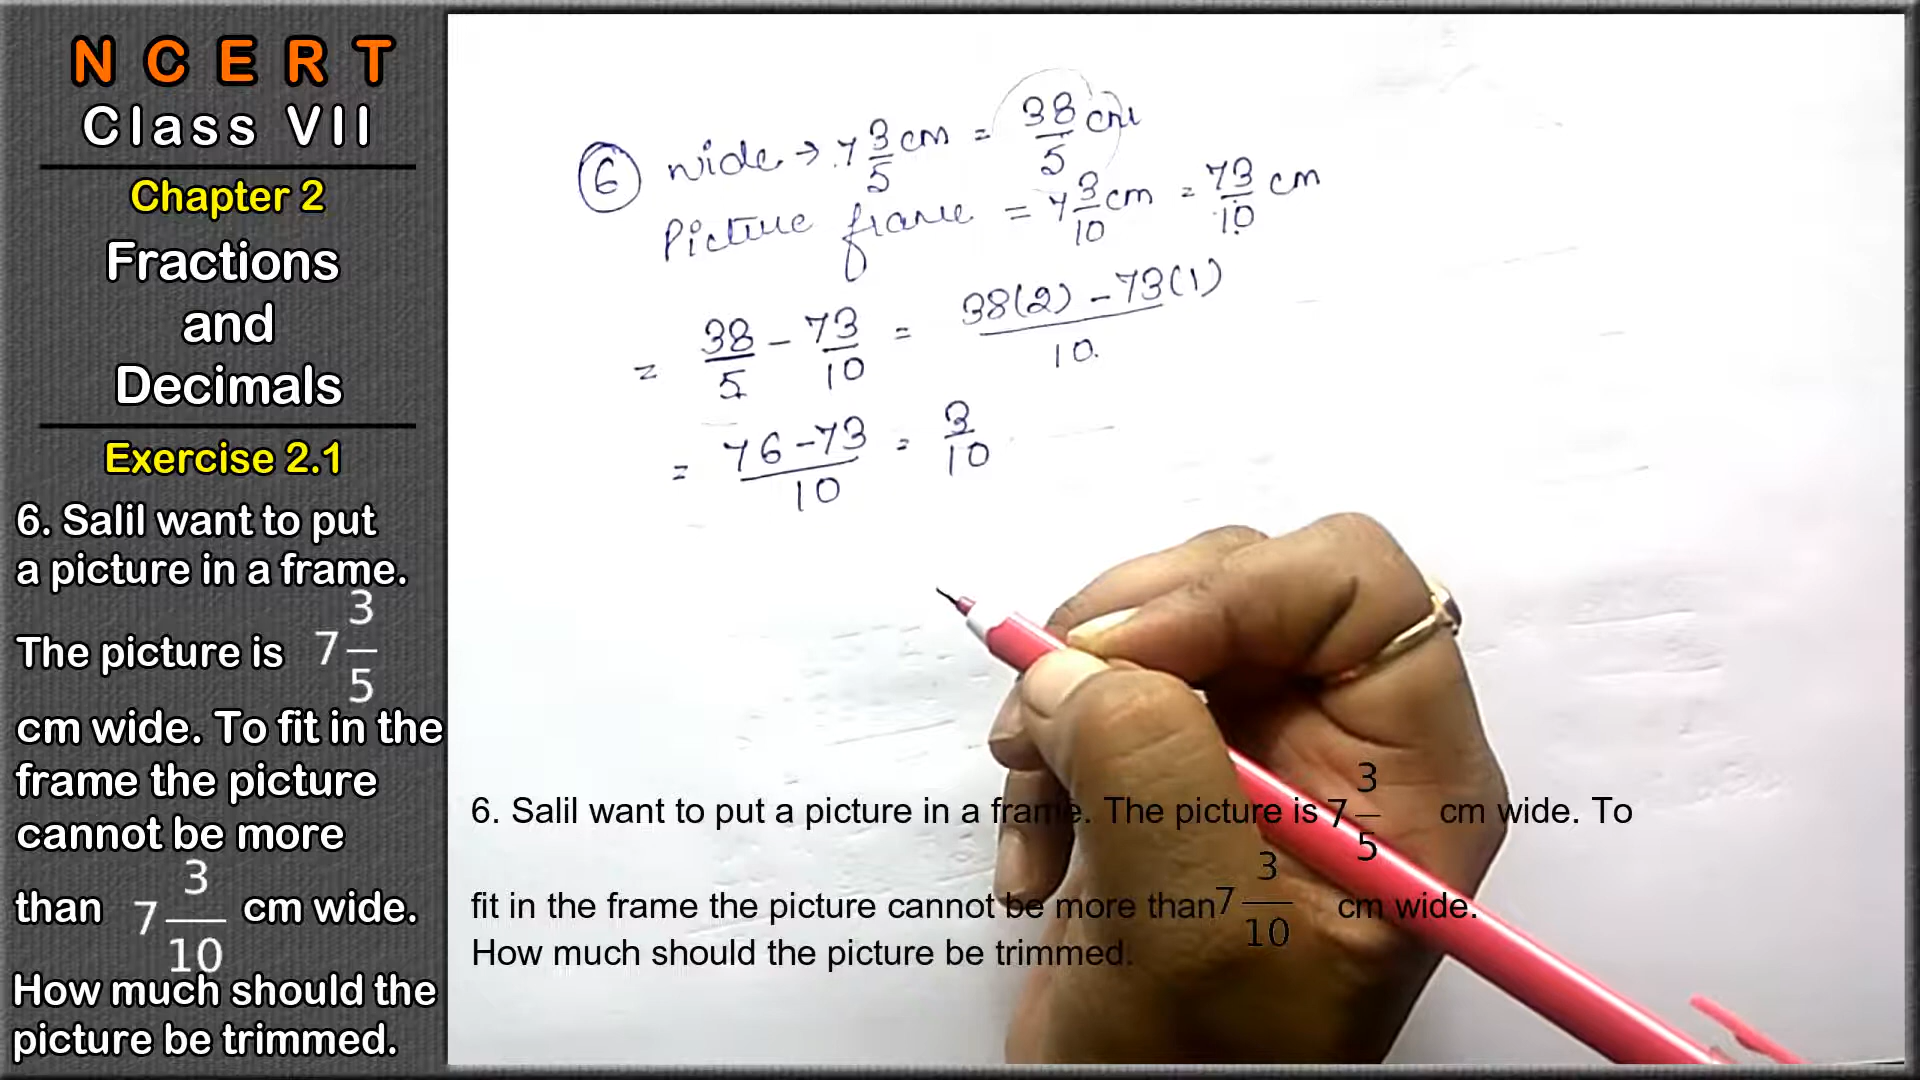 N C E R T
Class VII
Chapter 2
Fractions
and
Decimals
Exercise 2.1
6. Salil want to put
a picture in a frame.
The picture is 7 3/5
cm wide. To fit in the
frame the picture
cannot be more
than 7 3/10 cm wide.
How much should the
picture be trimmed.
6 wide → 7 3/5 cm = 38/5 cm
Picture frame = 7 3/10 cm = 73/10 cm
= 38/5 - 73/10 = 38(2) - 73(1)/10
= 76-73/10 = 3/10
6. Salil want to put a picture in a frame. The picture is 7 3/5 cm wide. To
fit in the frame the picture cannot be more than 7 3/10 cm wide.
How much should the picture be trimmed.